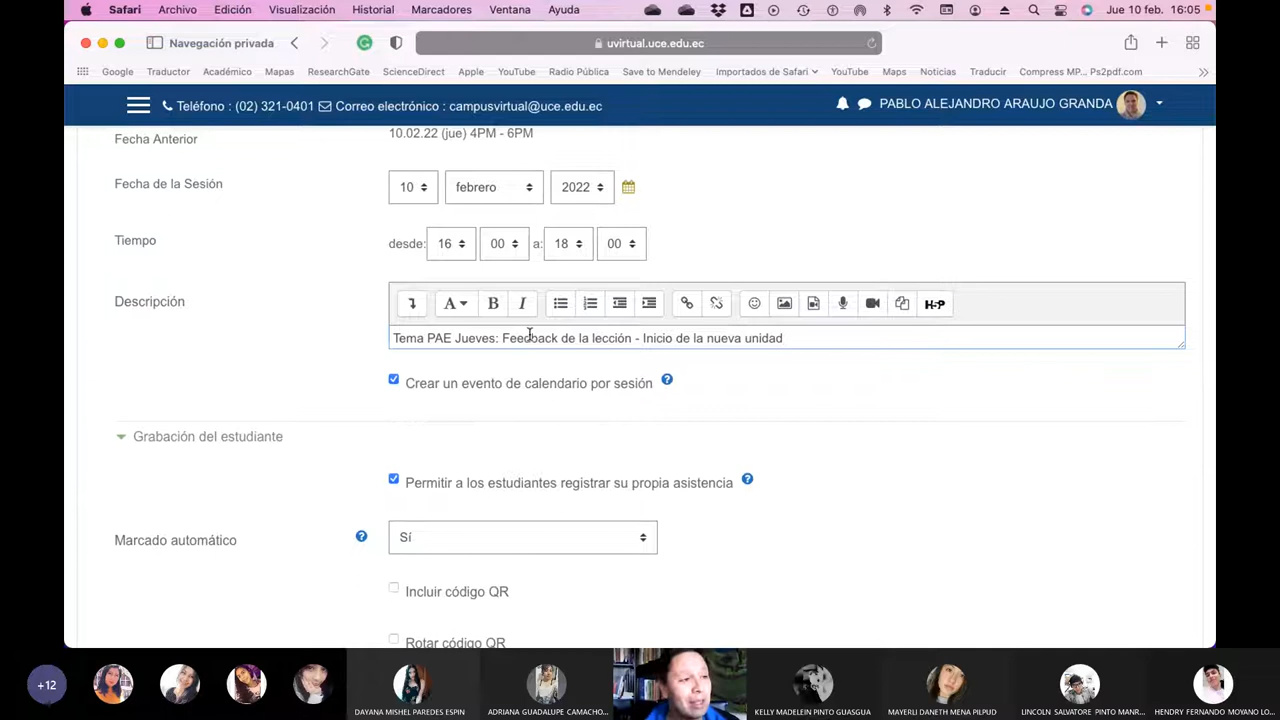 Safari Archivo Edición Visualización Historial Marcadores Ventana Ayuda Jue 10 feb. 16:05
Navegación privada uvirtual.uce.edu.ec
Google Traductor Académico Mapas ResearchGate ScienceDirect Apple YouTube Radio Pública Save to Mendeley Importados de Safari YouTube Maps Noticias Traducir Compress MP... Ps2pdf.com
Teléfono : (02) 321-0401 Correo electrónico : campusvirtual@uce.edu.ec PABLO ALEJANDRO ARAUJO GRANDA
Fecha Anterior 10.02.22 (jue) 4PM - 6PM
Fecha de la Sesión 10 febrero 2022
Tiempo desde: 16 00 a: 18 00
Descripción A B I H-P
Tema PAE Jueves: Feedback de la lección - Inicio de la nueva unidad
Crear un evento de calendario por sesión
Grabación del estudiante
Permitir a los estudiantes registrar su propia asistencia
Marcado automático Sí
Incluir código QR
Rotar código QR
+12
DAYANA MISHEL PAREDES ESPIN ADRIANA GUADALUPE CAMACHO... KELLY MADELEIN PINTO GUASGUA MAYERLI DANETH MENA PILPUD LINCOLN SALVATORE PINTO MANR... HENDRY FERNANDO MOYANO LO...